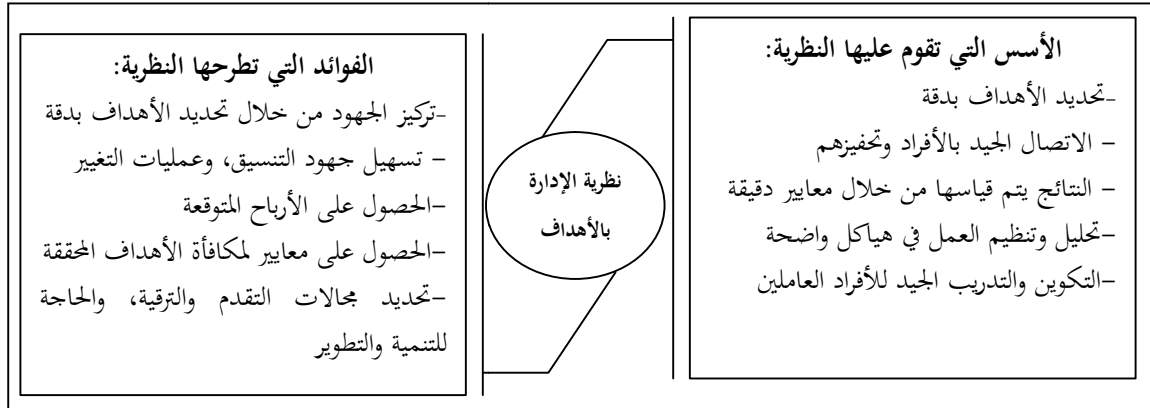 الأسس التي تقوم عليها النظرية:
-تحديد الأهداف بدقة
– الاتصال الجيد بالأفراد وتحفيزهم
– النتائج يتم قياسها من خلال معايير دقيقة
–تحليل وتنظيم العمل في هياكل واضحة
–التكوين والتدريب الجيد للأفراد العاملين
نظرية الإدارة
بالأهداف
الفوائد التي تطرحها النظرية:
-تركيز الجهود من خلال تحديد الأهداف بدقة
– تسهيل جهود التنسيق، وعمليات التغيير
–الحصول على الأرباح المتوقعة
–الحصول على معايير لمكافأة الأهداف المحققة
–تحديد مجالات التقدم والترقية، والحاجة
للتنمية والتطوير